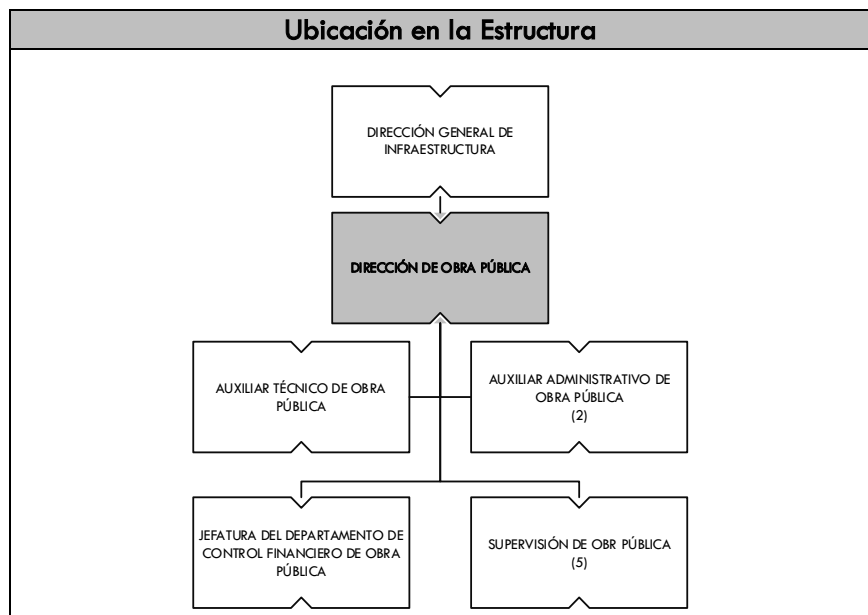 Ubicación en la Estructura
DIRECCIÓN GENERAL DE
INFRAESTRUCTURA
DIRECCIÓN DE OBRA PÚBLICA
AUXILIAR TÉCNICO DE OBRA
PÚBLICA
AUXILIAR ADMINISTRATIVO DE
OBRA PÚBLICA
(2)
JEFATURA DEL DEPARTAMENTO DE
CONTROL FINANCIERO DE OBRA
PÚBLICA
SUPERVISIÓN DE OBR PÚBLICA
(5)